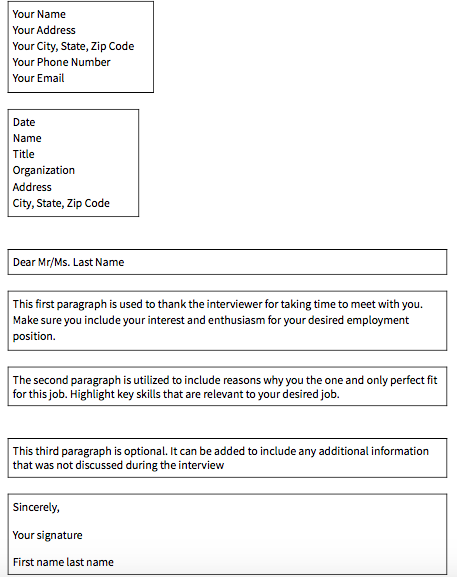 Your Name
Your Address
Your City, State, Zip Code
Your Phone Number
Your Email
Date
Name
Title
Organization
Address
City, State, Zip Code
Dear Mr/Ms. Last Name
This first paragraph is used to thank the interviewer for taking time to meet with you.
Make sure you include your interest and enthusiasm for your desired employment
position.
The second paragraph is utilized to include reasons why you the one and only perfect fit
for this job. Highlight key skills that are relevant to your desired job.
This third paragraph is optional. It can be added to include any additional information
that was not discussed during the interview
Sincerely,
Your signature
First name last name